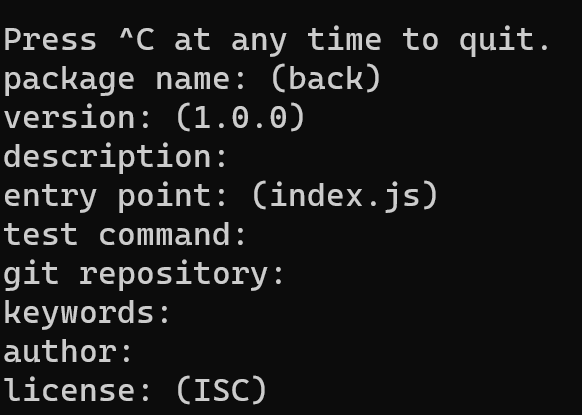 Press ^C at any time to quit.
package name: (back)
version: (1.0.0)
description:
entry point: (index.js)
test command:
git repository:
keywords:
author:
license: (ISC)